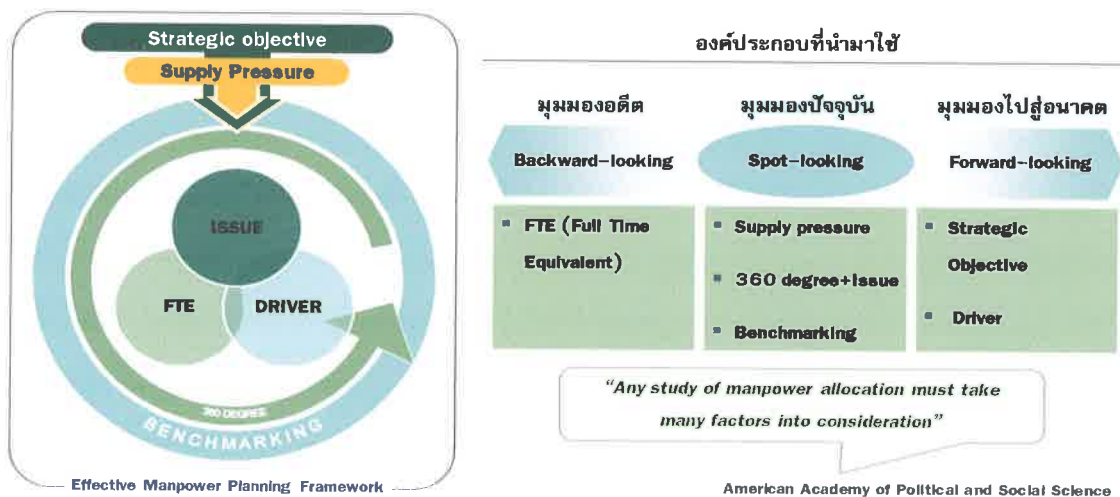 Strategic objective
Supply Pressure
ISSUE
FTE
DRIVER
360 DEGREE
BENCHMARKING
Effective Manpower Planning Framework
องค์ประกอบที่นำมาใช้
มุมมองอดีต
มุมมองปัจจุบัน
มุมมองไปสู่อนาคต
Backward-looking
Spot-looking
Forward-looking
▪ FTE (Full Time
Equivalent)
▪ Supply pressure
▪ 360 degree+Issue
▪ Benchmarking
▪ Strategic
Objective
▪ Driver
"Any study of manpower allocation must take
many factors into consideration"
American Academy of Political and Social Science